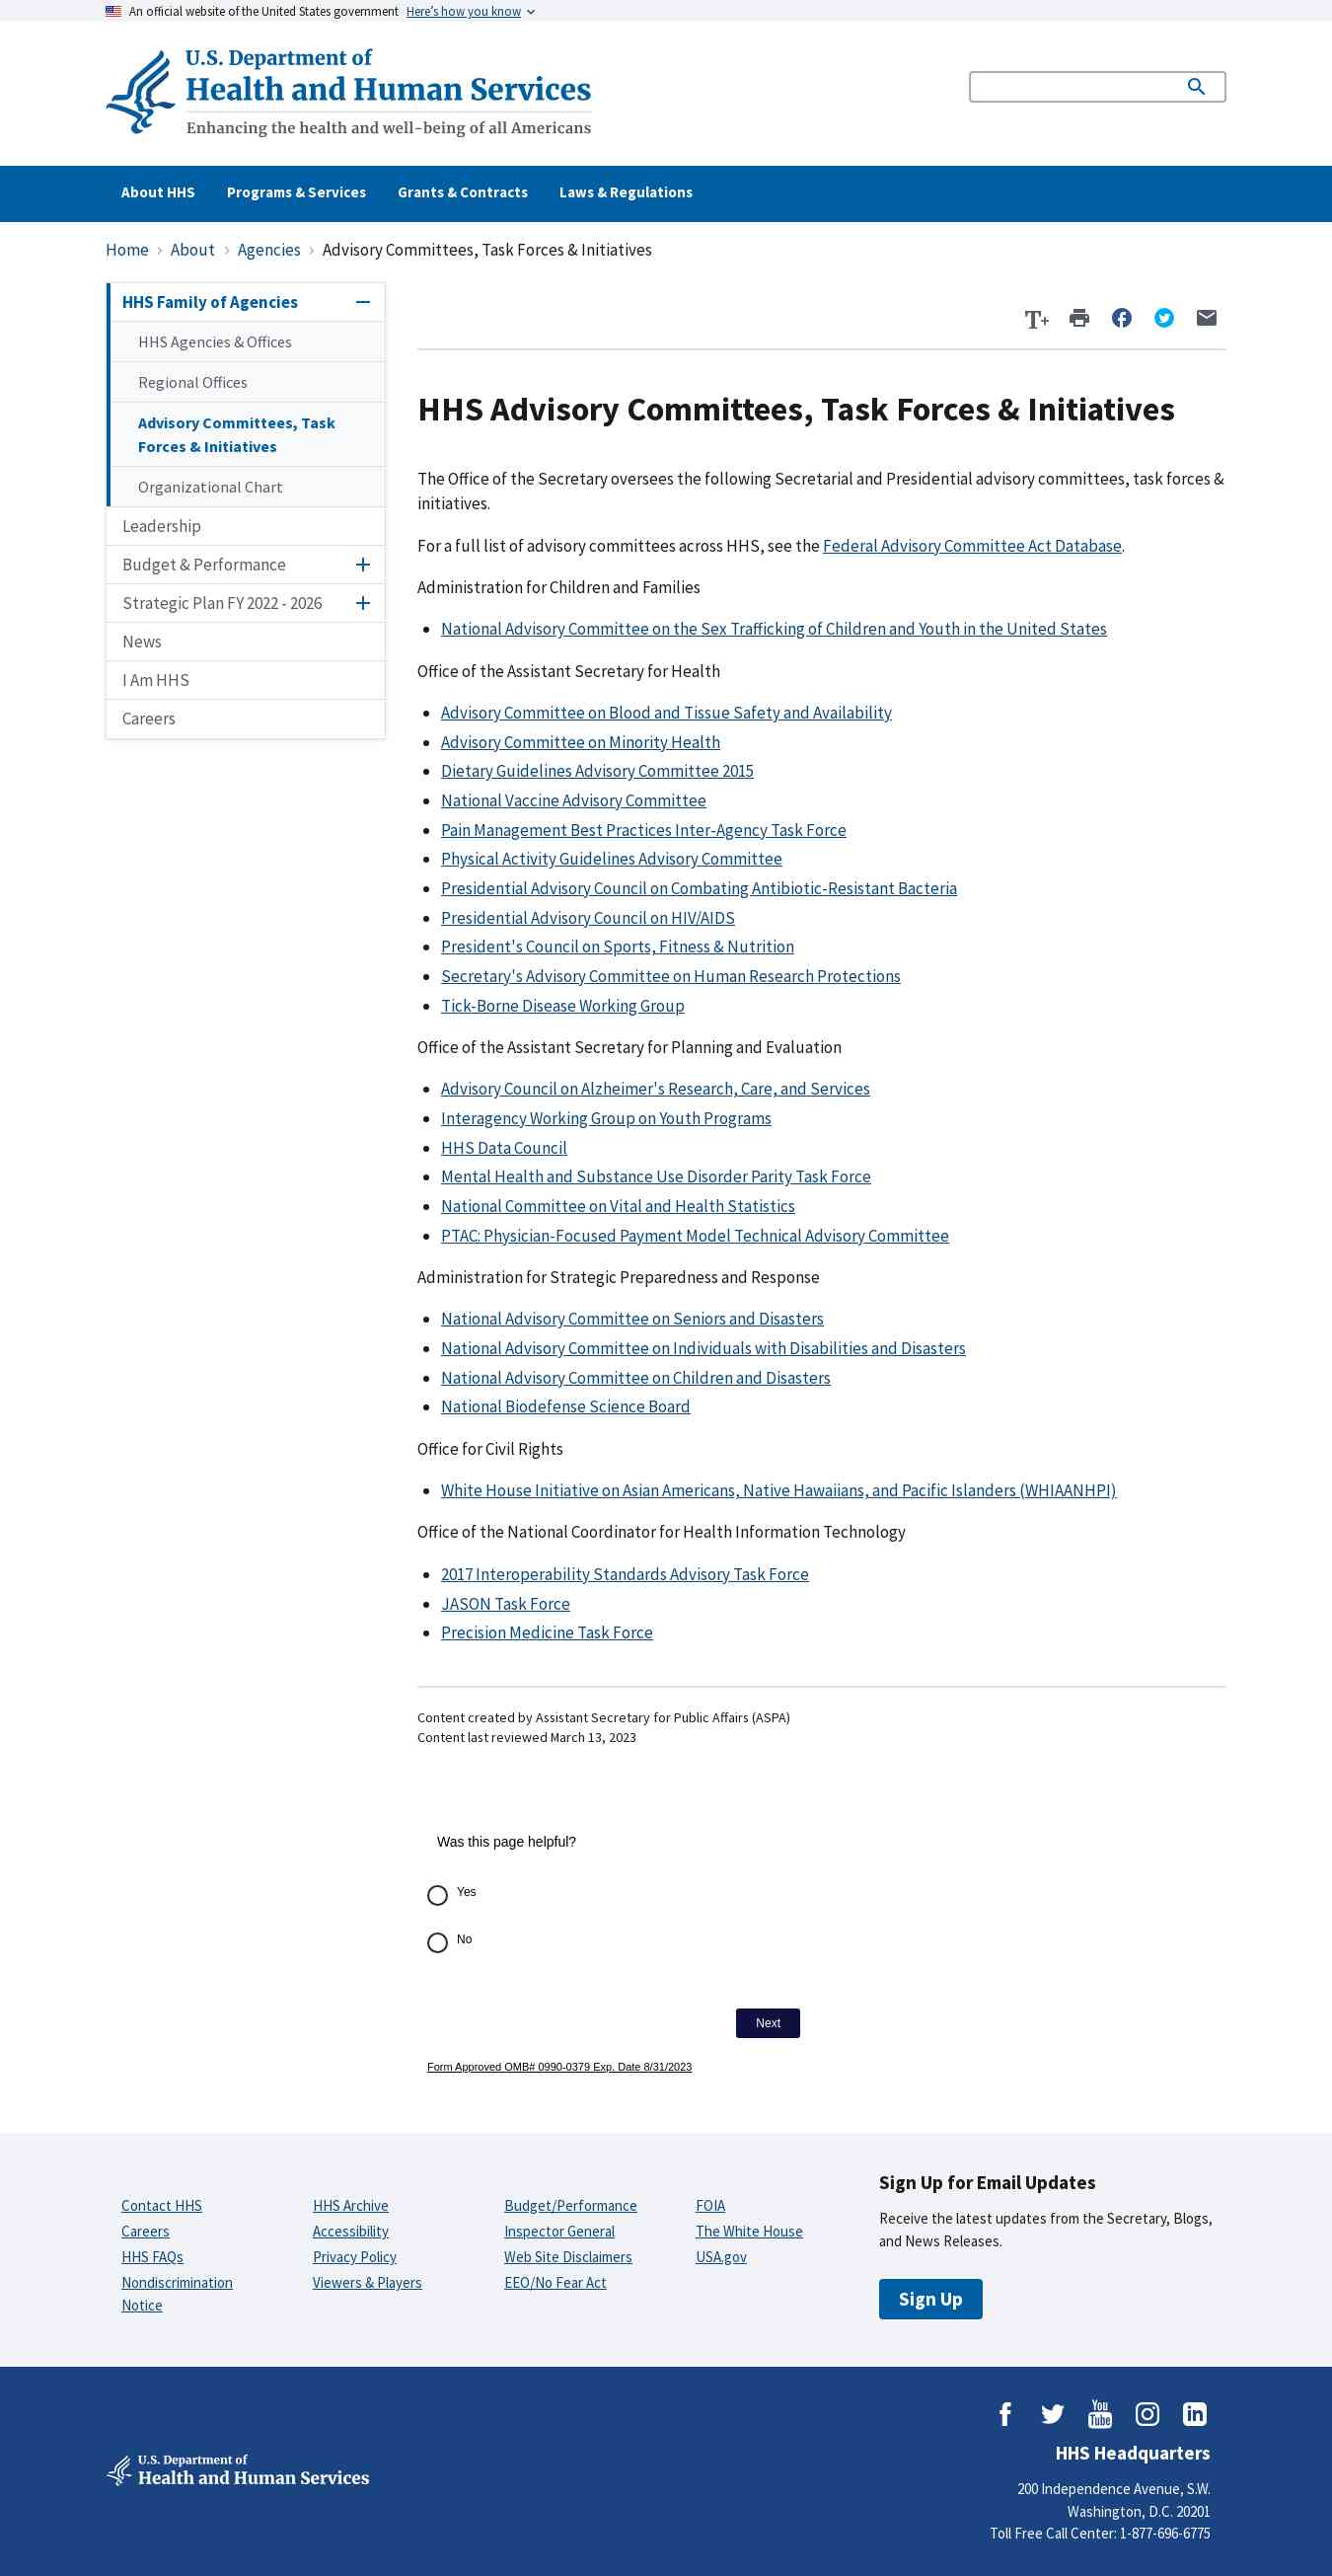 An official website of the United States government Here’s how you know
U.S. Department of
Health and Human Services
Enhancing the health and well-being of all Americans
About HHS Programs & Services Grants & Contracts Laws & Regulations
Home › About › Agencies › Advisory Committees, Task Forces & Initiatives
HHS Family of Agencies
HHS Agencies & Offices
Regional Offices
Advisory Committees, Task
Forces & Initiatives
Organizational Chart
Leadership
Budget & Performance
Strategic Plan FY 2022 - 2026
News
I Am HHS
Careers
T+
HHS Advisory Committees, Task Forces & Initiatives
The Office of the Secretary oversees the following Secretarial and Presidential advisory committees, task forces &
initiatives.
For a full list of advisory committees across HHS, see the Federal Advisory Committee Act Database.
Administration for Children and Families
National Advisory Committee on the Sex Trafficking of Children and Youth in the United States
Office of the Assistant Secretary for Health
Advisory Committee on Blood and Tissue Safety and Availability
Advisory Committee on Minority Health
Dietary Guidelines Advisory Committee 2015
National Vaccine Advisory Committee
Pain Management Best Practices Inter-Agency Task Force
Physical Activity Guidelines Advisory Committee
Presidential Advisory Council on Combating Antibiotic-Resistant Bacteria
Presidential Advisory Council on HIV/AIDS
President's Council on Sports, Fitness & Nutrition
Secretary's Advisory Committee on Human Research Protections
Tick-Borne Disease Working Group
Office of the Assistant Secretary for Planning and Evaluation
Advisory Council on Alzheimer's Research, Care, and Services
Interagency Working Group on Youth Programs
HHS Data Council
Mental Health and Substance Use Disorder Parity Task Force
National Committee on Vital and Health Statistics
PTAC: Physician-Focused Payment Model Technical Advisory Committee
Administration for Strategic Preparedness and Response
National Advisory Committee on Seniors and Disasters
National Advisory Committee on Individuals with Disabilities and Disasters
National Advisory Committee on Children and Disasters
National Biodefense Science Board
Office for Civil Rights
White House Initiative on Asian Americans, Native Hawaiians, and Pacific Islanders (WHIAANHPI)
Office of the National Coordinator for Health Information Technology
2017 Interoperability Standards Advisory Task Force
JASON Task Force
Precision Medicine Task Force
Content created by Assistant Secretary for Public Affairs (ASPA)
Content last reviewed March 13, 2023
Was this page helpful?
Yes
No
Next
Form Approved OMB# 0990-0379 Exp. Date 8/31/2023
Contact HHS
Careers
HHS FAQs
Nondiscrimination
Notice
HHS Archive
Accessibility
Privacy Policy
Viewers & Players
Budget/Performance
Inspector General
Web Site Disclaimers
EEO/No Fear Act
FOIA
The White House
USA.gov
Sign Up for Email Updates
Receive the latest updates from the Secretary, Blogs,
and News Releases.
Sign Up
You
Tube
U.S. Department of
Health and Human Services
HHS Headquarters
200 Independence Avenue, S.W.
Washington, D.C. 20201
Toll Free Call Center: 1-877-696-6775